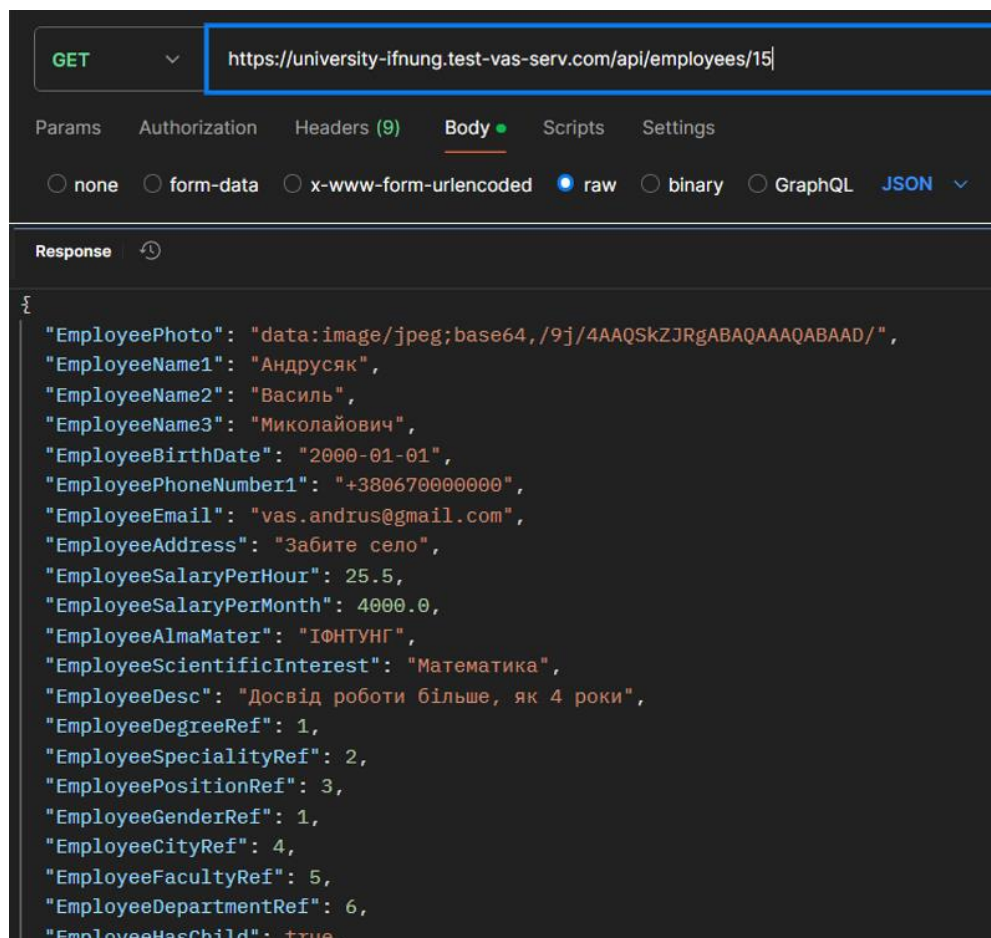 GET https://university-ifnung.test-vas-serv.com/api/employees/15
Params Authorization Headers (9) Body Scripts Settings
none form-data x-www-form-urlencoded raw binary GraphQL JSON
Response
{
"EmployeePhoto": "data:image/jpeg;base64,/9j/4AAQSkZJRgABAQAAAQABAAD/",
"EmployeeName1": "Андрусяк",
"EmployeeName2": "Василь",
"EmployeeName3": "Миколайович",
"EmployeeBirthDate": "2000-01-01",
"EmployeePhoneNumber1": "+380670000000",
"EmployeeEmail": "vas.andrus@gmail.com",
"EmployeeAddress": "Забите село",
"EmployeeSalaryPerHour": 25.5,
"EmployeeSalaryPerMonth": 4000.0,
"EmployeeAlmaMater": "ІФНТУНГ",
"EmployeeScientificInterest": "Математика",
"EmployeeDesc": "Досвід роботи більше, як 4 роки",
"EmployeeDegreeRef": 1,
"EmployeeSpecialityRef": 2,
"EmployeePositionRef": 3,
"EmployeeGenderRef": 1,
"EmployeeCityRef": 4,
"EmployeeFacultyRef": 5,
"EmployeeDepartmentRef": 6,
"EmployeeHasChild": true